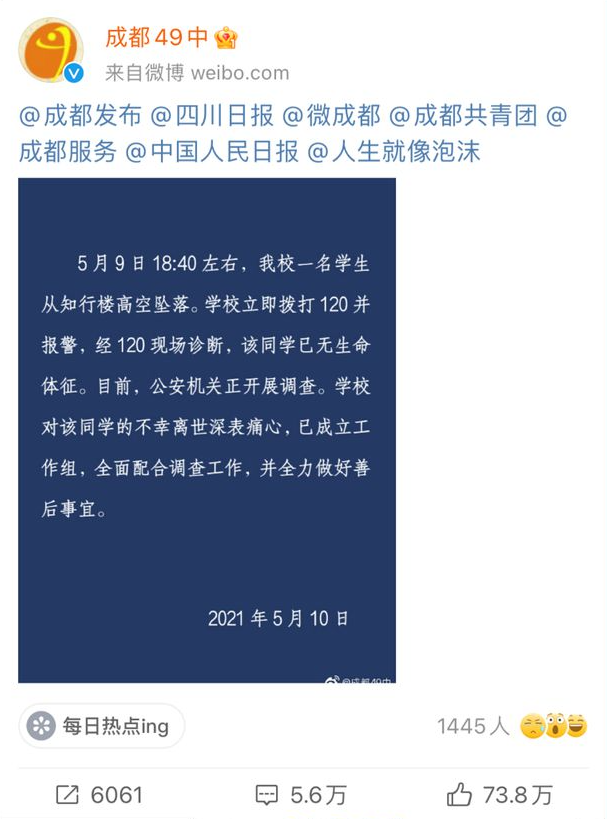 成都49中
来自微博 weibo.com
@成都发布 @四川日报 @微成都 @成都共青团 @
成都服务 @中国人民日报 @人生就像泡沫
5月9日18:40左右，我校一名学生
从知行楼高空坠落。学校立即拨打120并
报警，经120现场诊断，该同学已无生命
体征。目前，公安机关正开展调查。学校
对该同学的不幸离世深表痛心，已成立工
作组，全面配合调查工作，并全力做好善
后事宜。
2021年5月10日
@成都49中
每日热点ing
1445人
6061
5.6万
73.8万